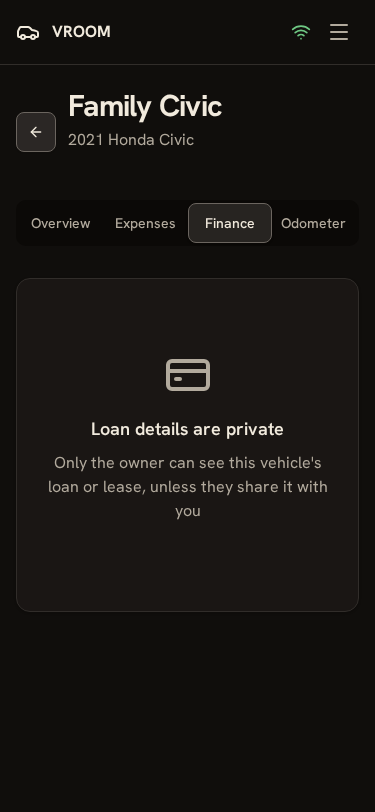 VROOM
Family Civic
2021 Honda Civic
Overview Expenses Finance Odometer
Loan details are private
Only the owner can see this vehicle's
loan or lease, unless they share it with
you